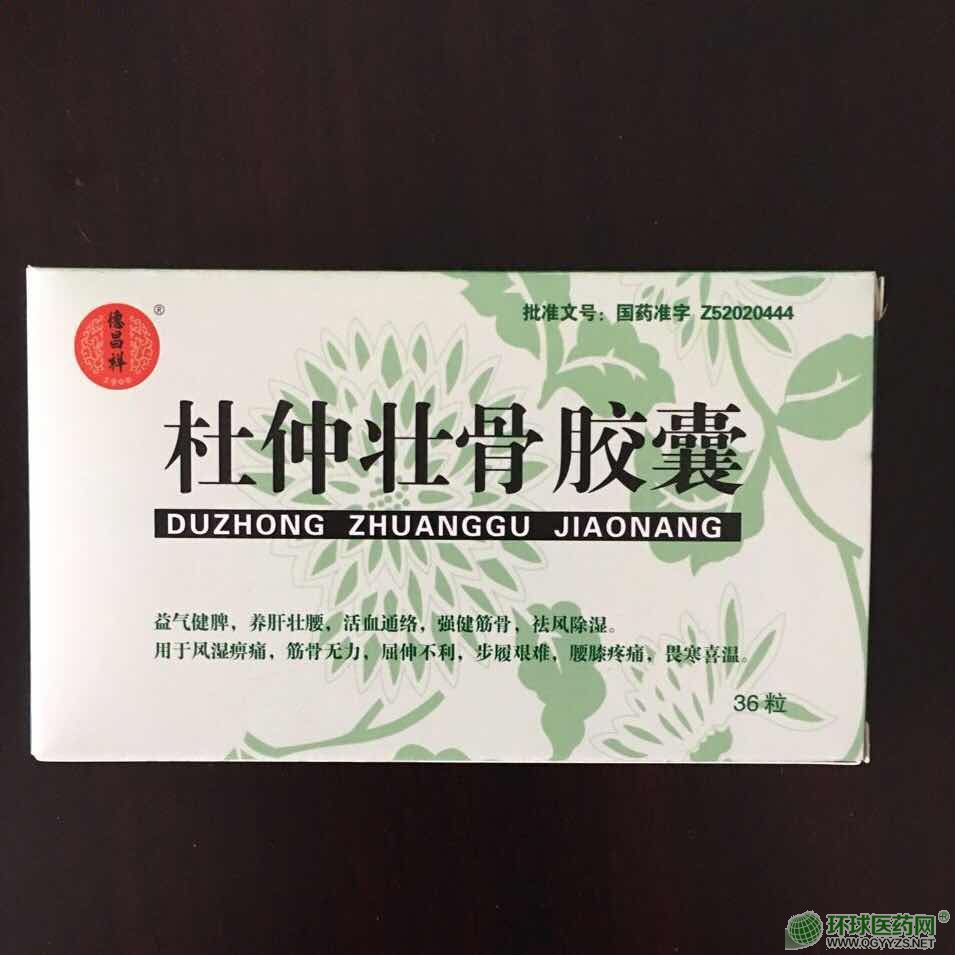 批准文号：国药准字 Z52020444
德昌祥
1900
®
杜仲壮骨胶囊
DUZHONG ZHUANGGU JIAONANG
益气健脾，养肝壮腰，活血通络，强健筋骨，祛风除湿。
用于风湿痹痛，筋骨无力，屈伸不利，步履艰难，腰膝疼痛，畏寒喜温。
36粒
环球医药网
WWW.QGYYZS.NET